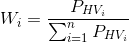 W_i = \frac{P_{HV_i}}{\sum_{i=1}^{n} P_{HV_i}}